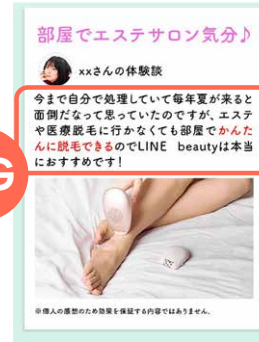 部屋でエステサロン気分♪
xxさんの体験談
今まで自分で処理していて毎年夏が来ると
面倒だなって思っていたのですが、エステ
や医療脱毛に行かなくても部屋でかんた
んに脱毛できるのでLINE beautyは本当
におすすめです!
G
※個人の感想のため効果を保証する内容ではありません。